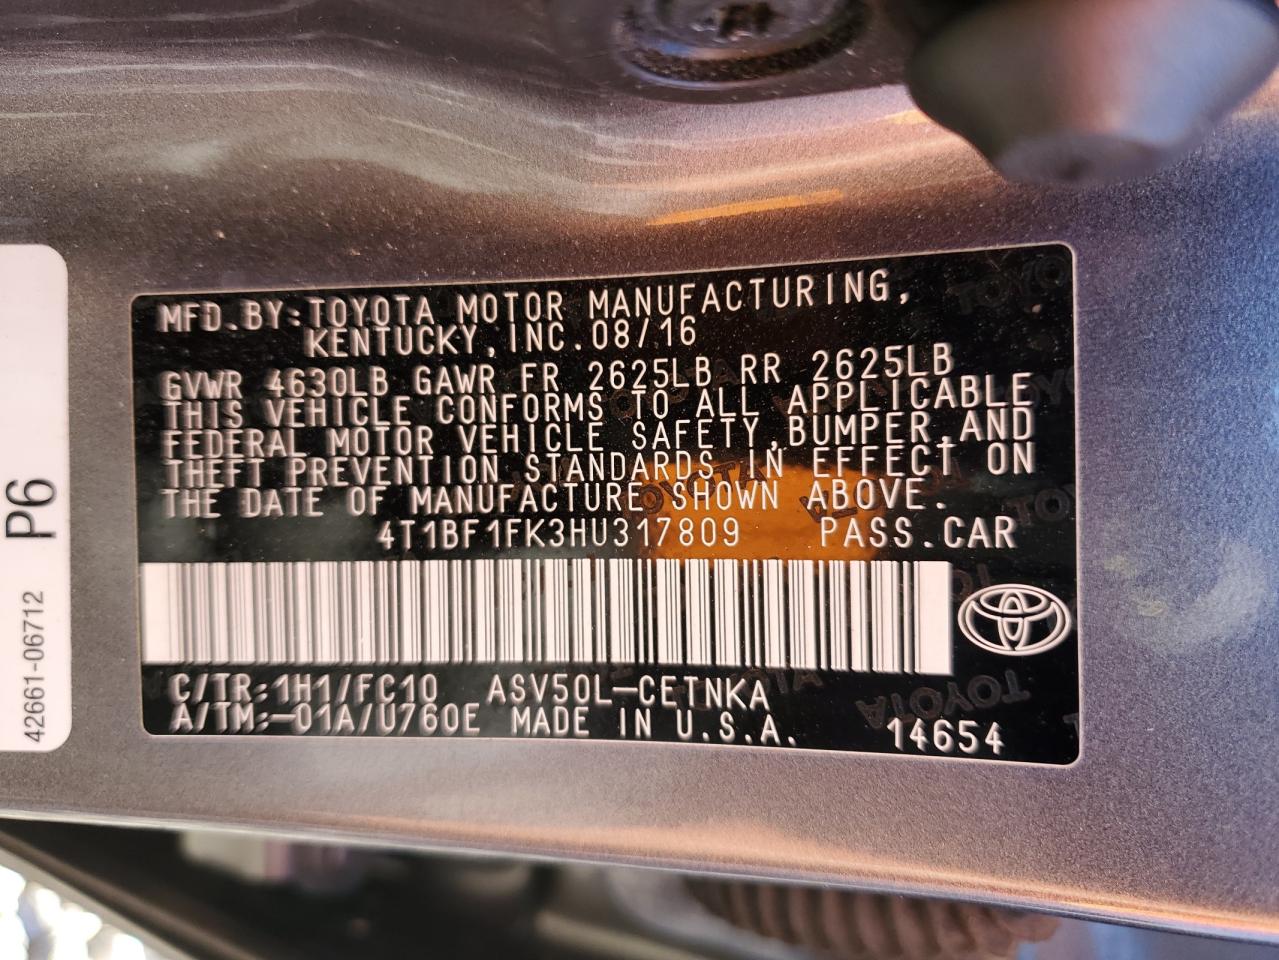 MFD.BY:TOYOTA MOTOR MANUFACTURING,
KENTUCKY,INC.08/16
GVWR 4630LB GAWR FR 2625LB RR 2625LB
THIS VEHICLE CONFORMS TO ALL APPLICABLE
FEDERAL MOTOR VEHICLE SAFETY,BUMPER,AND
THEFT PREVENTION STANDARDS IN EFFECT ON
THE DATE OF MANUFACTURE SHOWN ABOVE.
4T1BF1FK3HU317809 PASS.CAR
C/TR:1H1/FC10 ASV50L-CETNKA
A/TM:-01A/U760E MADE IN U.S.A. 14654
P6
42661-06712
TOYOTA
TOYOTA